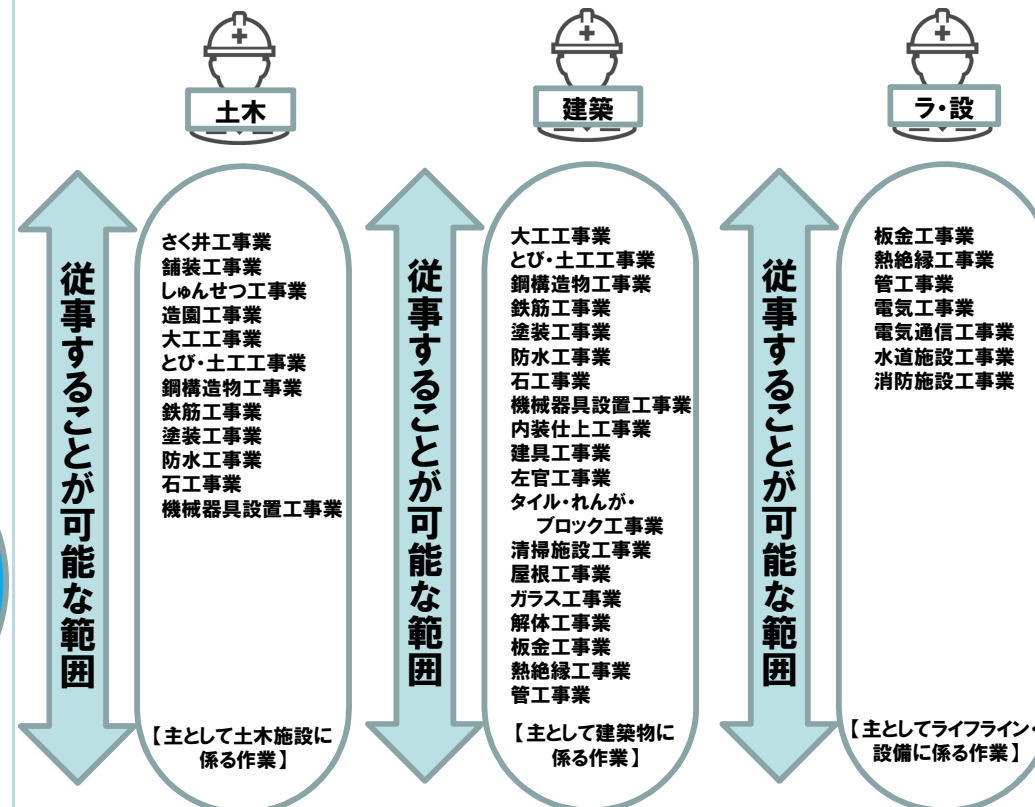 土木
従事することが可能な範囲
さく井工事業
舗装工事業
しゅんせつ工事業
造園工事業
大工工事業
とび・土工工事業
鋼構造物工事業
鉄筋工事業
塗装工事業
防水工事業
石工事業
機械器具設置工事業
【主として土木施設に
係る作業】
建築
従事することが可能な範囲
大工工事業
とび・土工工事業
鋼構造物工事業
鉄筋工事業
塗装工事業
防水工事業
石工事業
機械器具設置工事業
内装仕上工事業
建具工事業
左官工事業
タイル・れんが・
ブロック工事業
清掃施設工事業
屋根工事業
ガラス工事業
解体工事業
板金工事業
熱絶縁工事業
管工事業
【主として建築物に
係る作業】
ラ・設
従事することが可能な範囲
板金工事業
熱絶縁工事業
管工事業
電気工事業
電気通信工事業
水道施設工事業
消防施設工事業
【主としてライフライン・
設備に係る作業】